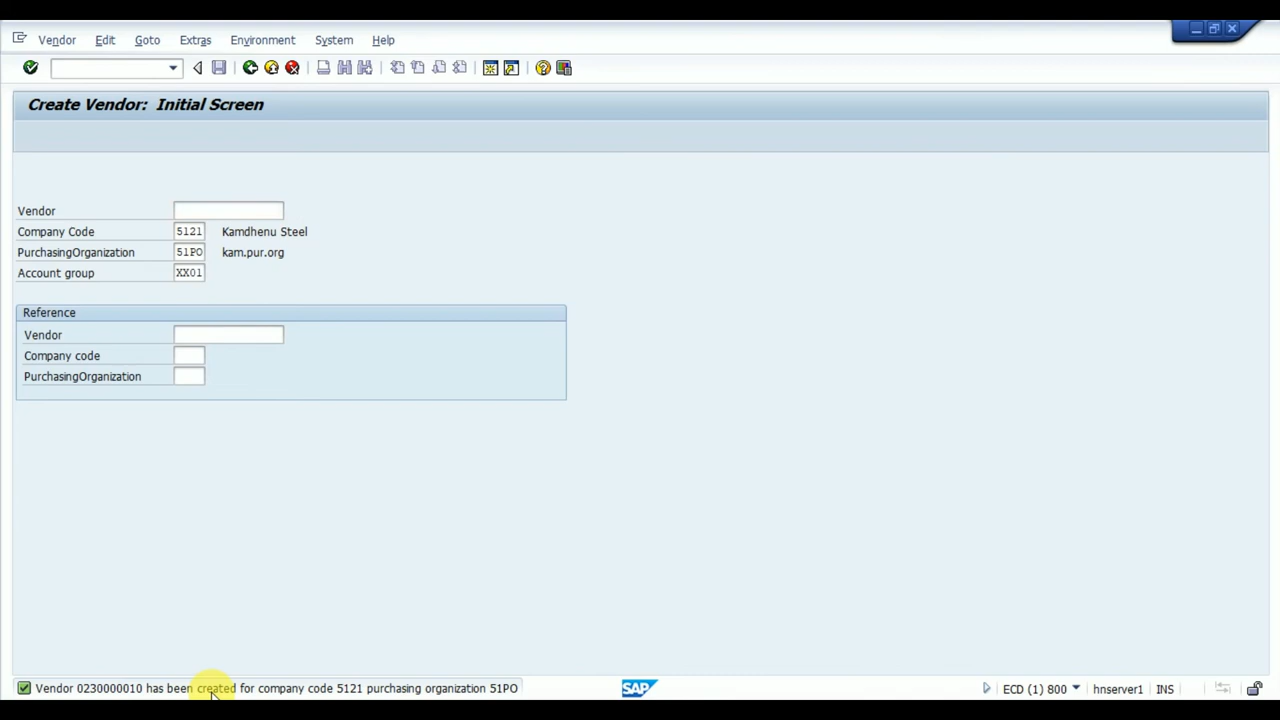 Vendor Edit Goto Extras Environment System Help
Create Vendor: Initial Screen
Vendor
Company Code 5121 Kamdhenu Steel
PurchasingOrganization 51PO kam.pur.org
Account group XX01
Reference
Vendor
Company code
PurchasingOrganization
Vendor 0230000010 has been created for company code 5121 purchasing organization 51PO SAP ECD (1) 800 hnserver1 INS